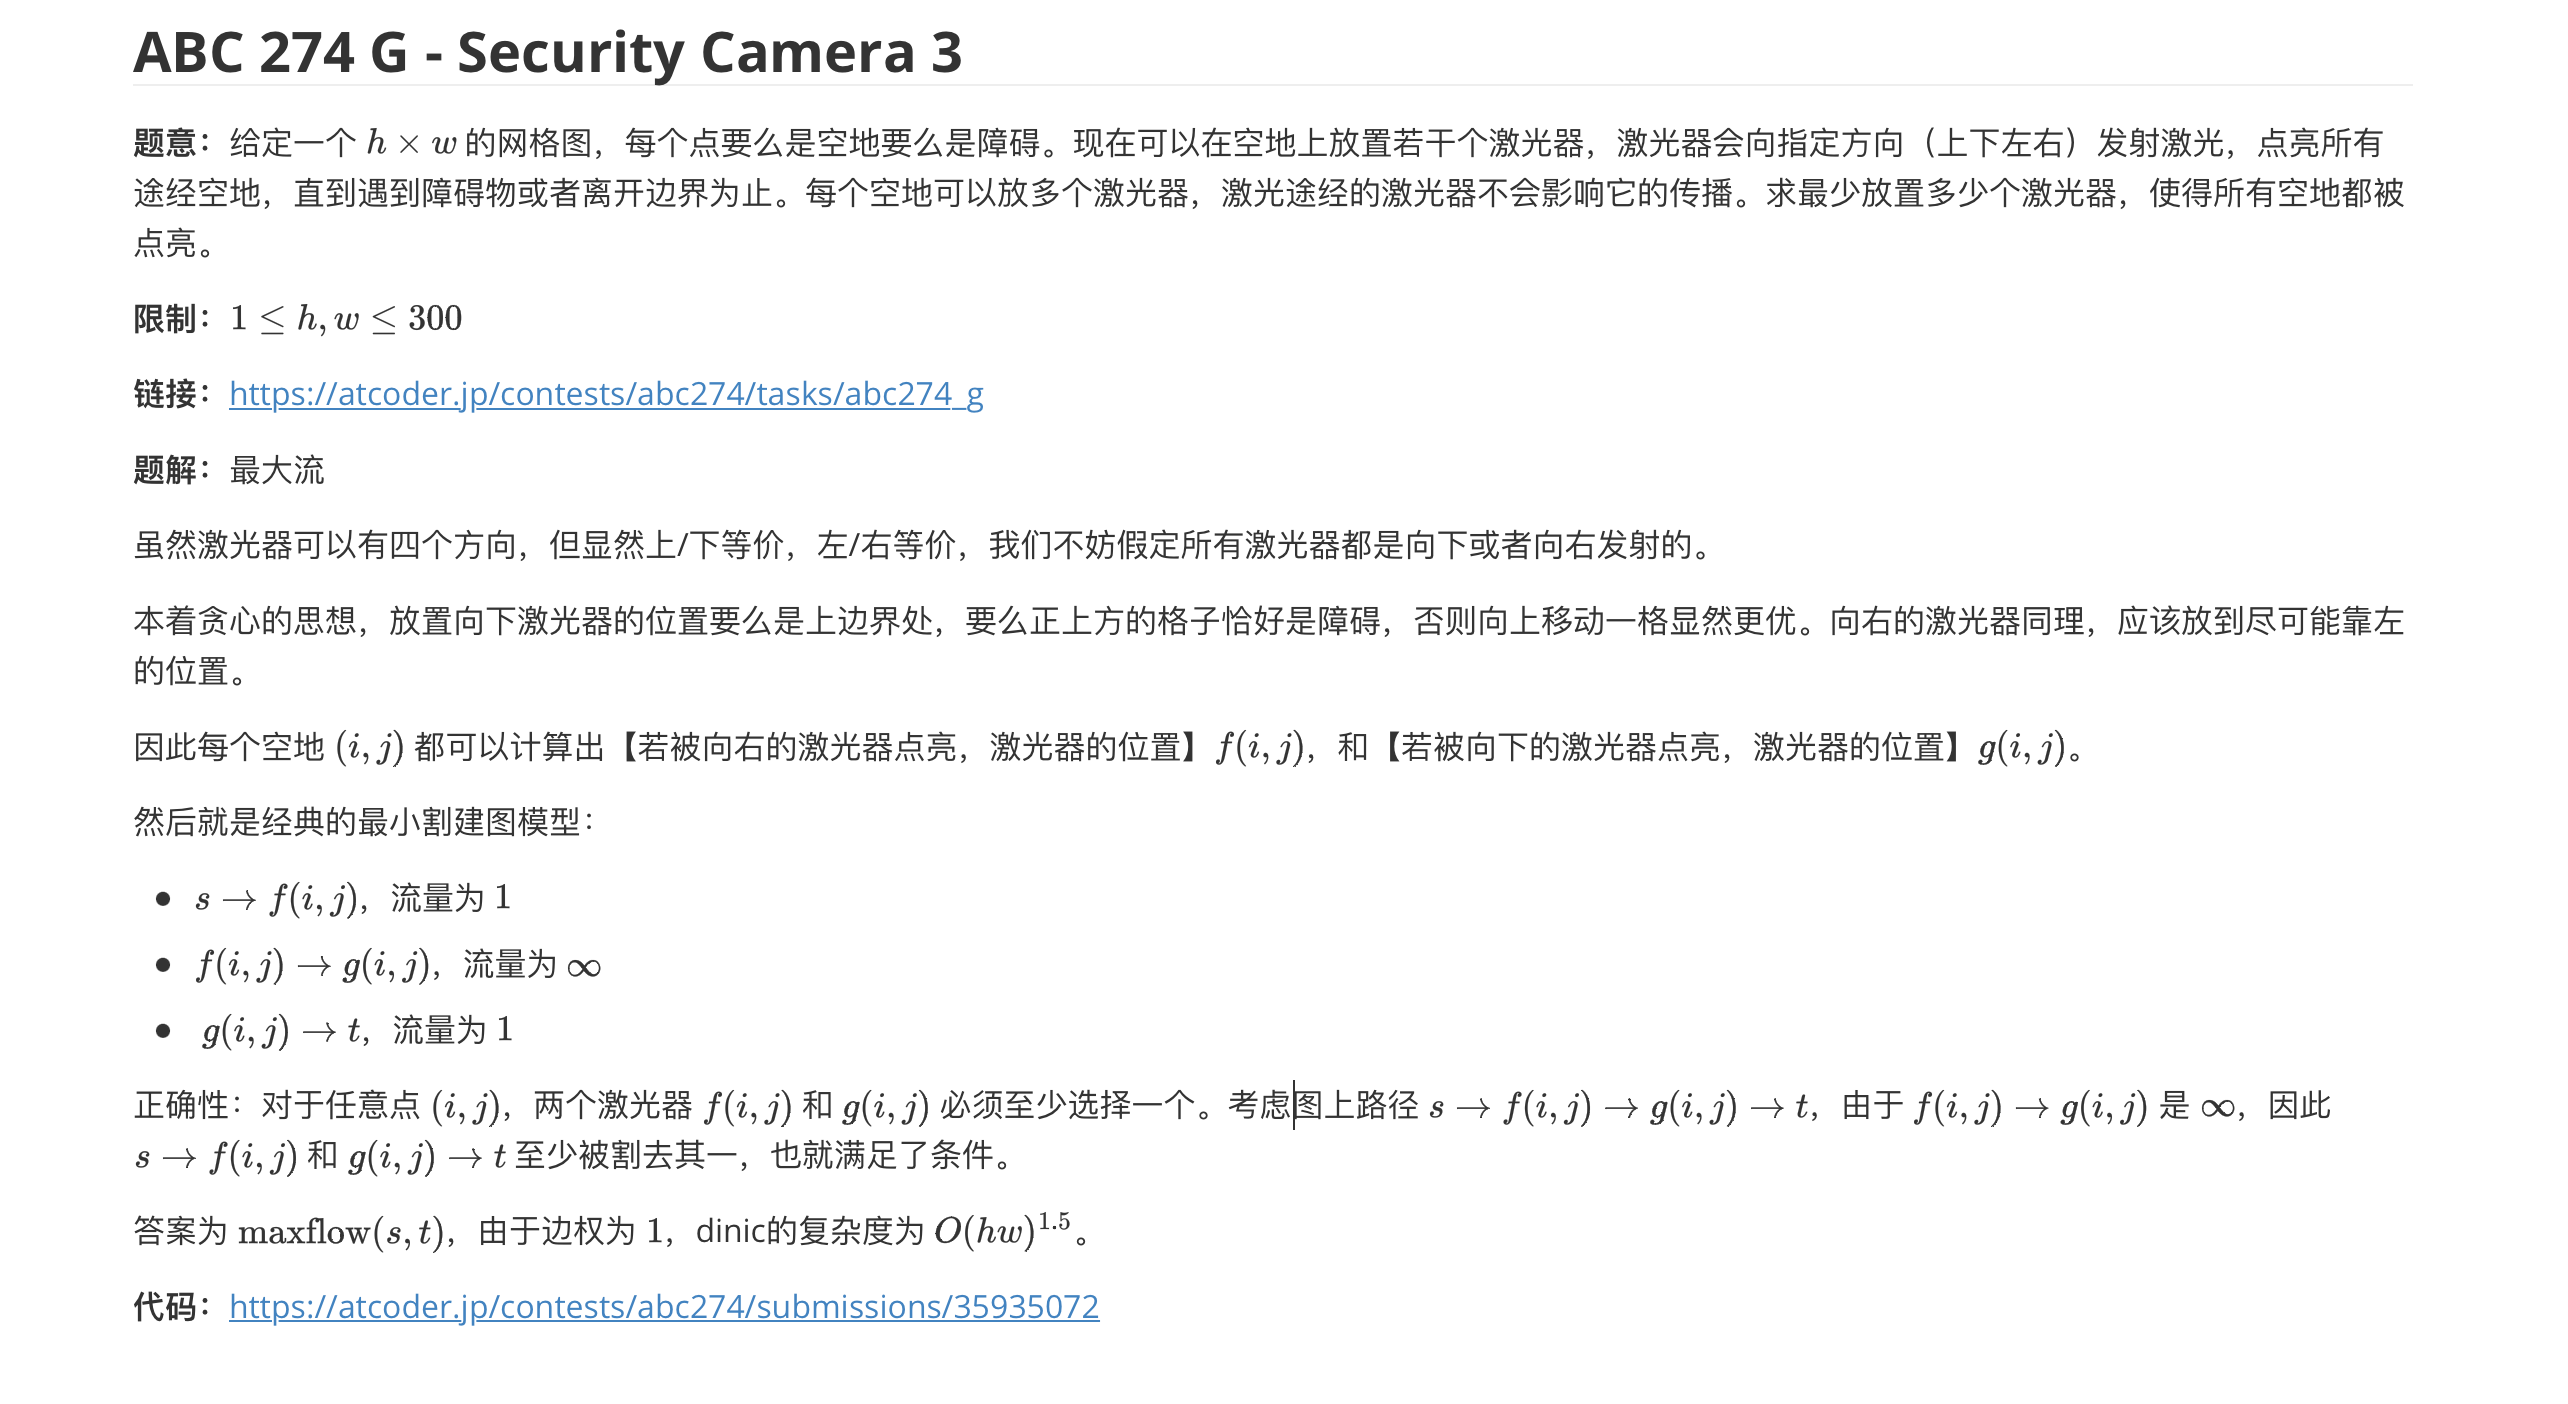 ABC 274 G - Security Camera 3
题意：给定一个 h × w 的网格图，每个点要么是空地要么是障碍。现在可以在空地上放置若干个激光器，激光器会向指定方向（上下左右）发射激光，点亮所有
途经空地，直到遇到障碍物或者离开边界为止。每个空地可以放多个激光器，激光途经的激光器不会影响它的传播。求最少放置多少个激光器，使得所有空地都被
点亮。
限制：1 ≤ h, w ≤ 300
链接：https://atcoder.jp/contests/abc274/tasks/abc274_g
题解：最大流
虽然激光器可以有四个方向，但显然上/下等价，左/右等价，我们不妨假定所有激光器都是向下或者向右发射的。
本着贪心的思想，放置向下激光器的位置要么是上边界处，要么正上方的格子恰好是障碍，否则向上移动一格显然更优。向右的激光器同理，应该放到尽可能靠左
的位置。
因此每个空地 (i, j) 都可以计算出【若被向右的激光器点亮，激光器的位置】f(i, j)，和【若被向下的激光器点亮，激光器的位置】g(i, j)。
然后就是经典的最小割建图模型：
• s → f(i, j)，流量为 1
• f(i, j) → g(i, j)，流量为 ∞
• g(i, j) → t，流量为 1
正确性：对于任意点 (i, j)，两个激光器 f(i, j) 和 g(i, j) 必须至少选择一个。考虑图上路径 s → f(i, j) → g(i, j) → t，由于 f(i, j) → g(i, j) 是 ∞，因此
s → f(i, j) 和 g(i, j) → t 至少被割去其一，也就满足了条件。
答案为 maxflow(s, t)，由于边权为 1，dinic的复杂度为 O(hw)^{1.5}。
代码：https://atcoder.jp/contests/abc274/submissions/35935072